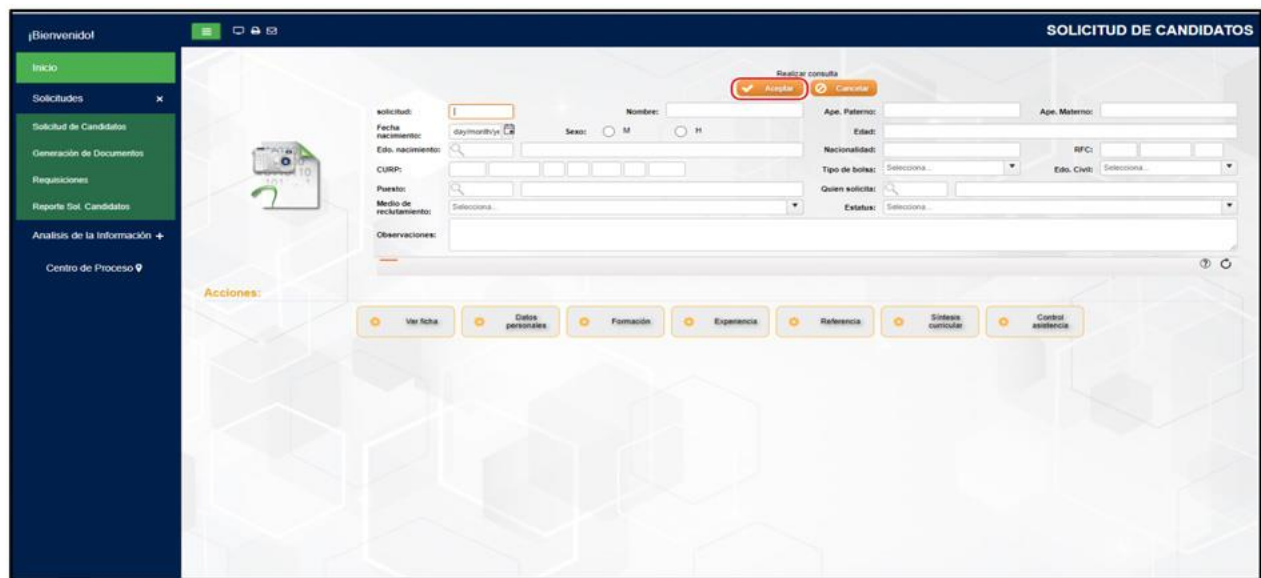 ¡Bienvenido!
SOLICITUD DE CANDIDATOS
Inicio
Solicitudes
Solicitud de Candidatos
Generación de Documentos
Requisiciones
Reporte Sol. Candidatos
Analisis de la Información
Centro de Proceso
Realizar consulta
Aceptar Cancelar
solicitud: Nombre: Ape. Paterno: Ape. Materno:
Fecha nacimiento: day/month/ye Sexo: M H Edad:
Edo. nacimiento: Nacionalidad: RFC:
CURP: Tipo de bolsa: Selecciona... Edo. Civil: Selecciona...
Puesto: Quien solicita:
Medio de reclutamiento: Selecciona... Estatus: Selecciona...
Observaciones:
Acciones:
Ver ficha Datos personales Formación Experiencia Referencia Síntesis curricular Control asistencia